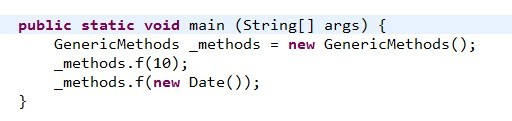 public static void main (String[] args) {
    GenericMethods _methods = new GenericMethods();
    _methods.f(10);
    _methods.f(new Date());
}